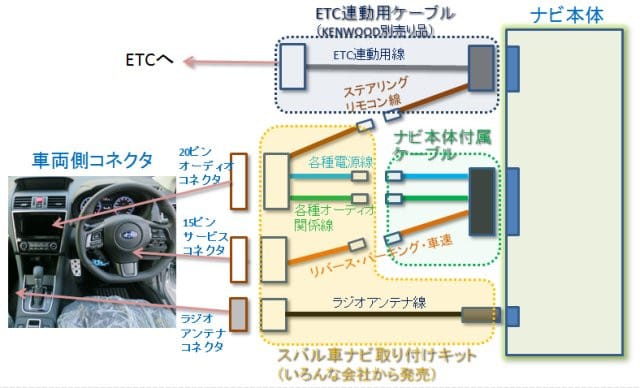 ETC連動用ケーブル
（KENWOOD別売り品）
ナビ本体
ETCへ
ETC連動用線
ステアリング
リモコン線
車両側コネクタ
20ピン
オーディオ
コネクタ
各種電源線
各種オーディオ
関係線
ナビ本体付属
ケーブル
15ピン
サービス
コネクタ
リバース・パーキング・車速
ラジオ
アンテナ
コネクタ
ラジオアンテナ線
スバル車ナビ取り付けキット
（いろんな会社から発売）